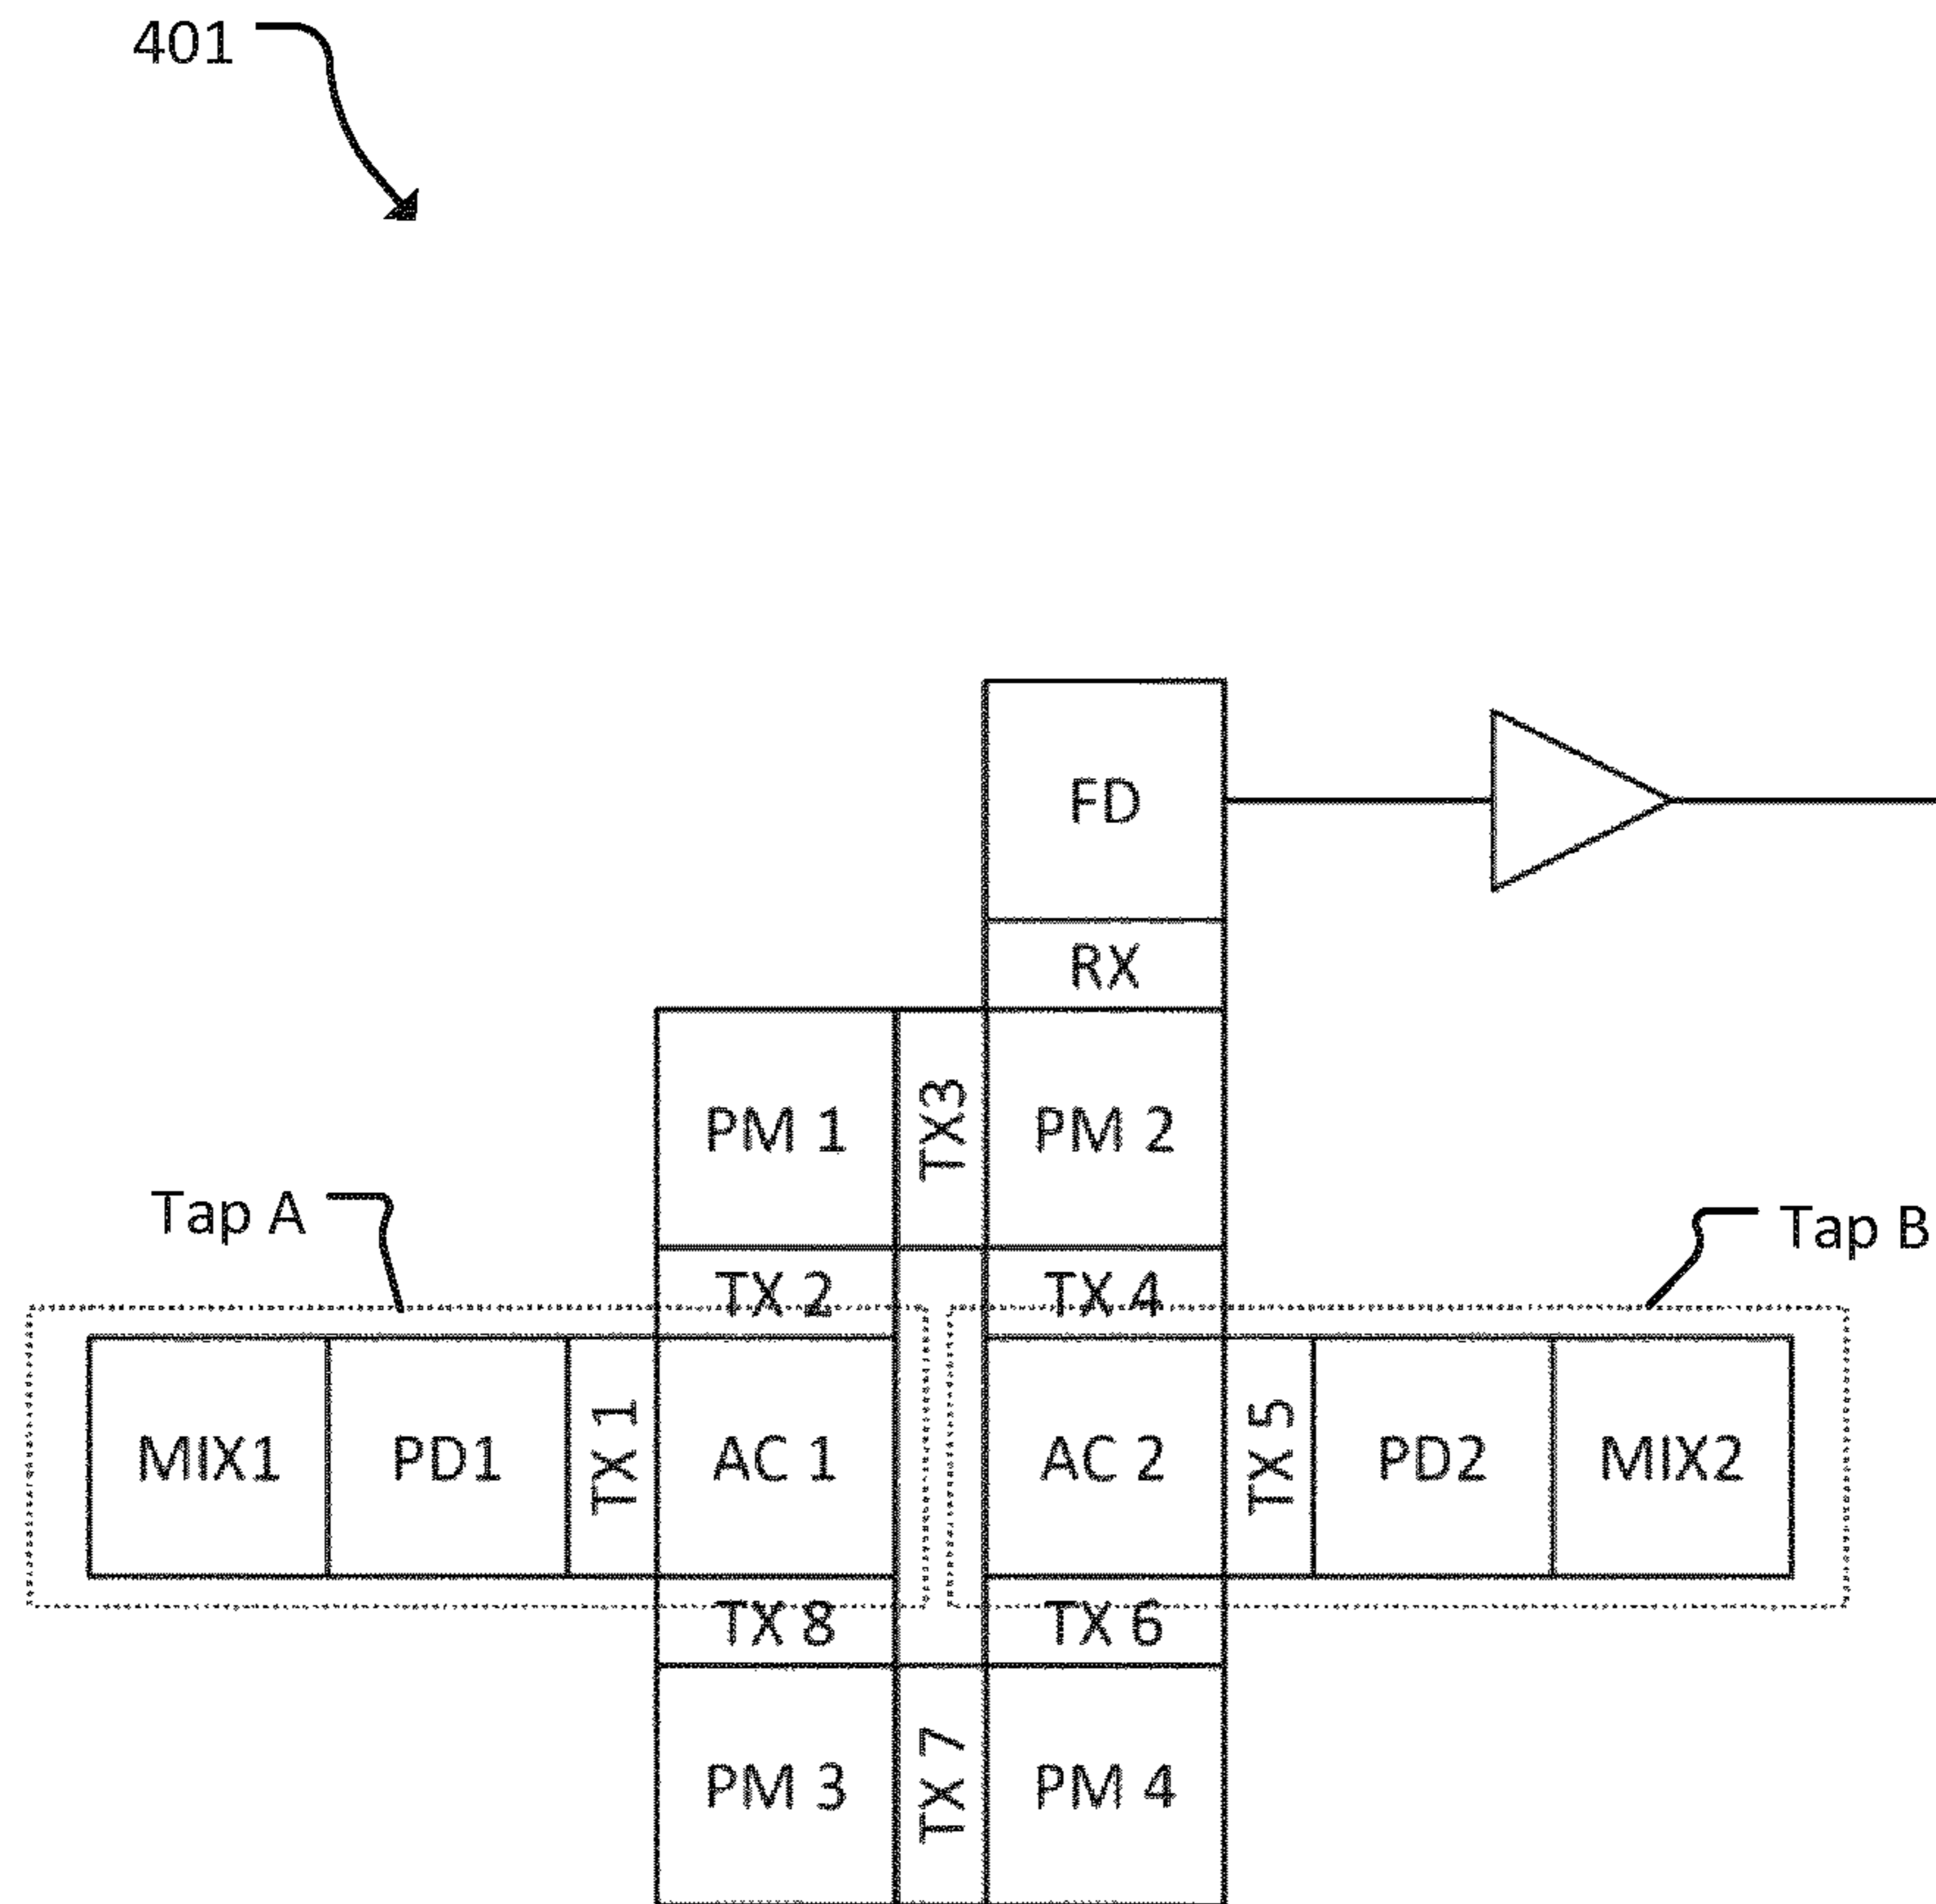 401
FD
RX
PM 1
TX3
PM 2
Tap A
Tap B
TX 2
TX 4
MIX1
PD1
TX 1
AC 1
AC 2
TX 5
PD2
MIX2
TX 8
TX 6
PM 3
TX 7
PM 4